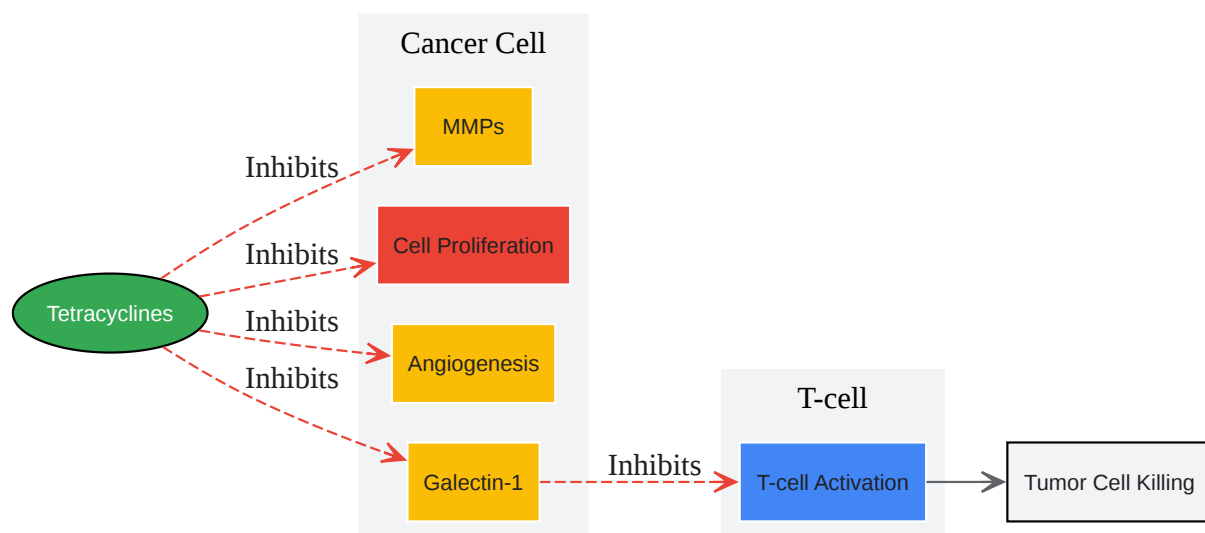 Cancer Cell
MMPs
Inhibits
Cell Proliferation
Inhibits
Tetracyclines
Inhibits
Angiogenesis
Inhibits
T-cell
Galectin-1
Inhibits
T-cell Activation
Tumor Cell Killing